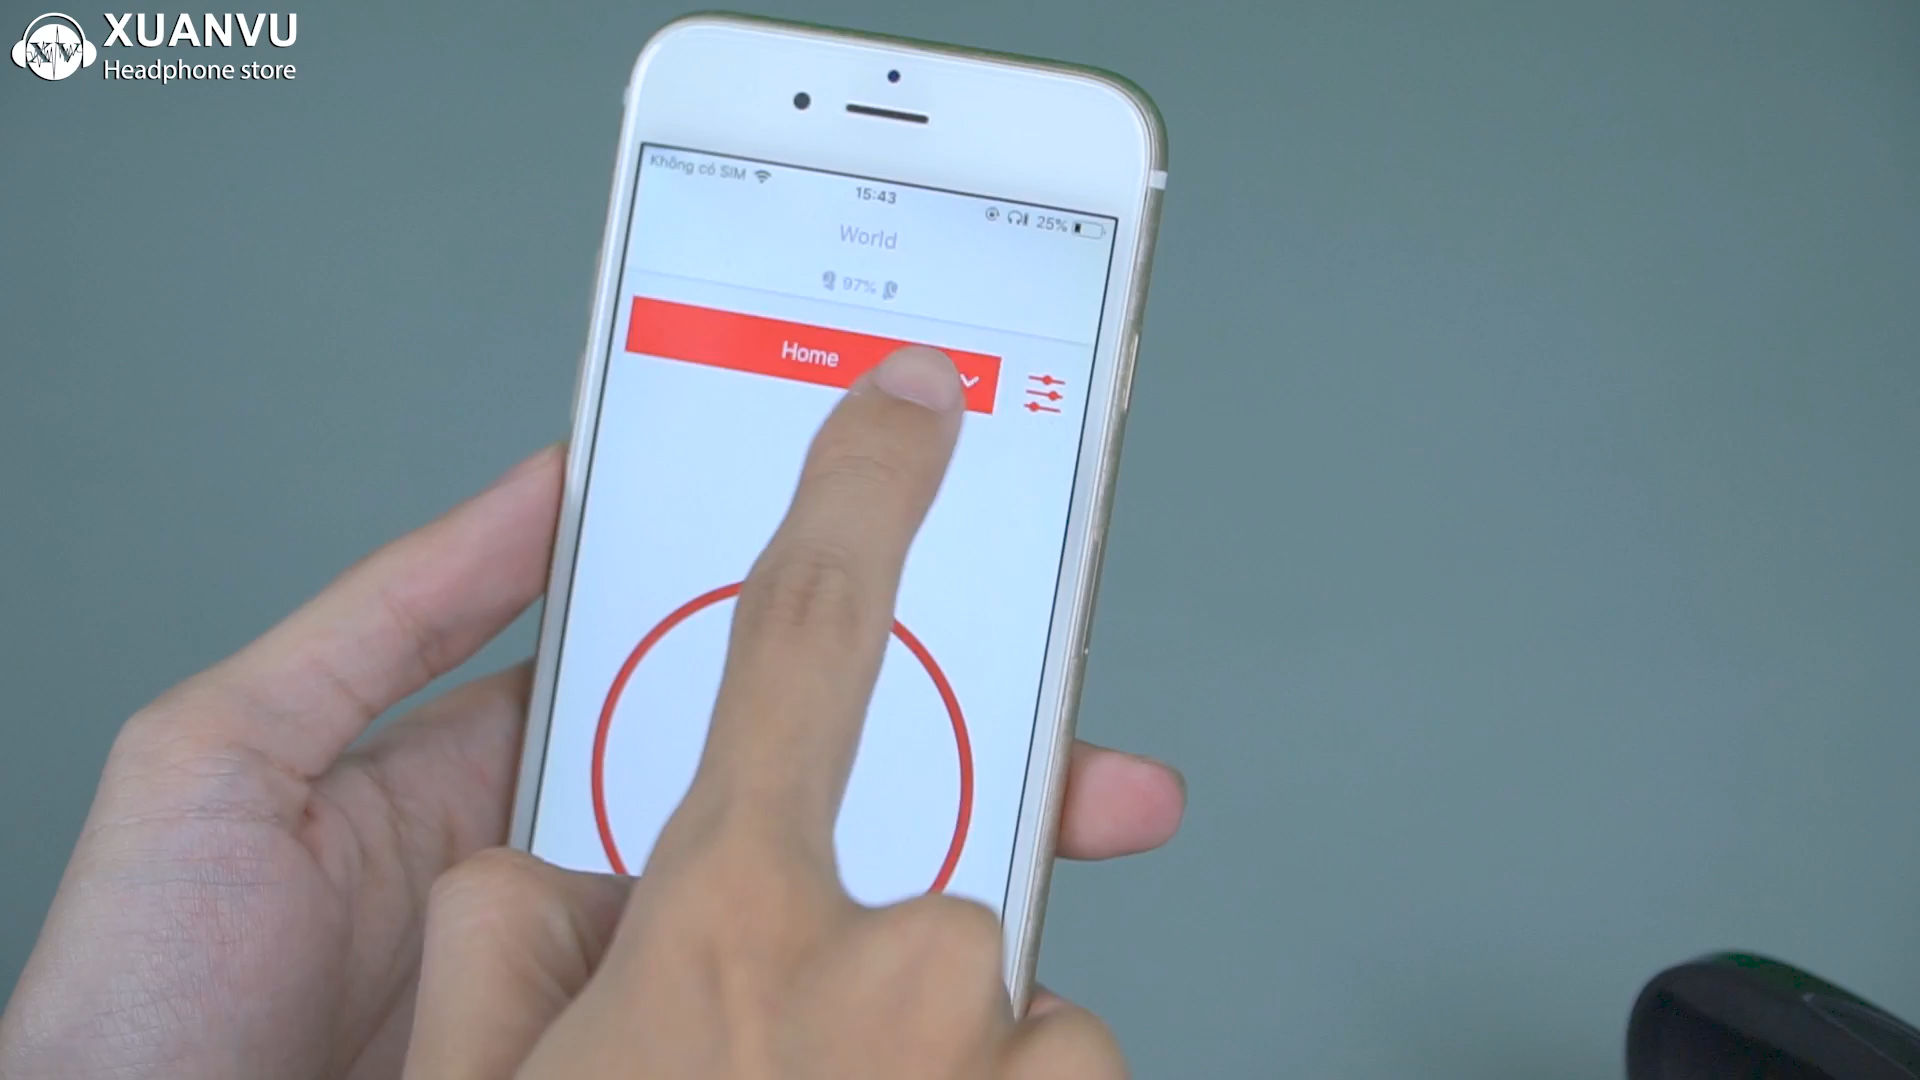 XUANVU
Headphone store
Không có SIM
15:43
25%
World
97%
Home